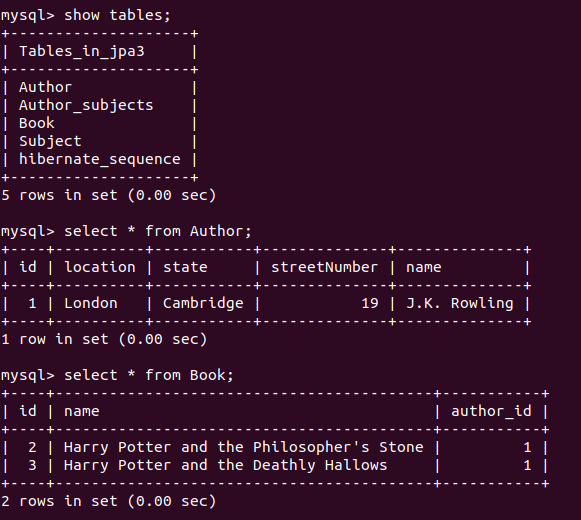 mysql> show tables;
+--------------------+
| Tables_in_jpa3     |
+--------------------+
| Author             |
| Author_subjects    |
| Book               |
| Subject            |
| hibernate_sequence |
+--------------------+
5 rows in set (0.00 sec)

mysql> select * from Author;
+----+----------+-----------+--------------+--------------+
| id | location | state     | streetNumber | name         |
+----+----------+-----------+--------------+--------------+
|  1 | London   | Cambridge |           19 | J.K. Rowling |
+----+----------+-----------+--------------+--------------+
1 row in set (0.00 sec)

mysql> select * from Book;
+----+------------------------------------------+-----------+
| id | name                                     | author_id |
+----+------------------------------------------+-----------+
|  2 | Harry Potter and the Philosopher's Stone |         1 |
|  3 | Harry Potter and the Deathly Hallows     |         1 |
+----+------------------------------------------+-----------+
2 rows in set (0.00 sec)